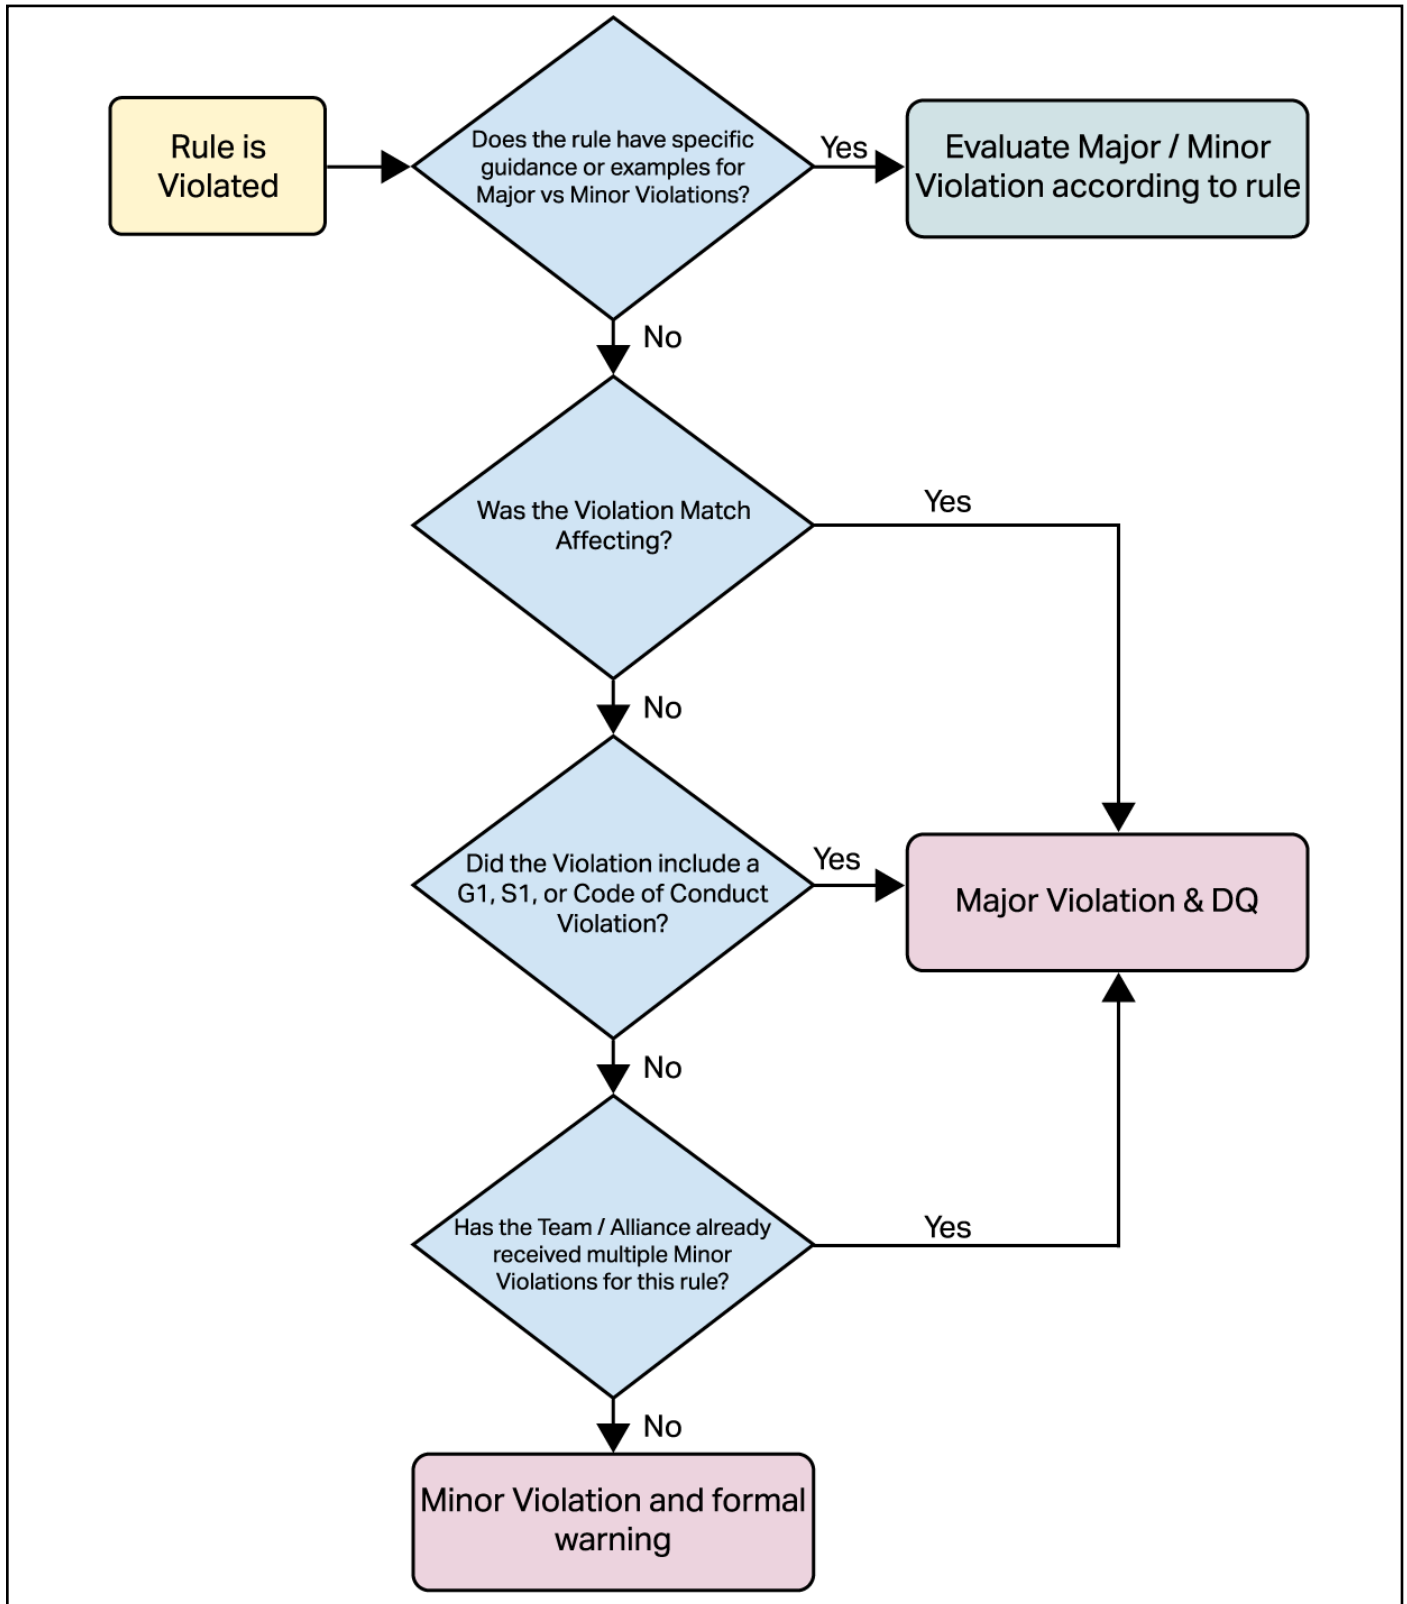 Rule is
Violated
Does the rule have specific
guidance or examples for
Major vs Minor Violations?
Yes
Evaluate Major / Minor
Violation according to rule
No
Was the Violation Match
Affecting?
Yes
No
Did the Violation include a
G1, S1, or Code of Conduct
Violation?
Yes
Major Violation & DQ
No
Has the Team / Alliance already
received multiple Minor
Violations for this rule?
Yes
No
Minor Violation and formal
warning